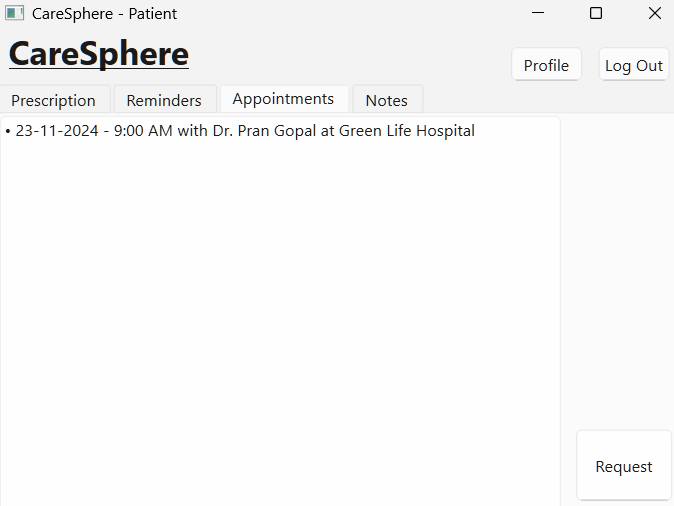 CareSphere - Patient
CareSphere
Profile
Log Out
Prescription
Reminders
Appointments
Notes
• 23-11-2024 - 9:00 AM with Dr. Pran Gopal at Green Life Hospital
Request